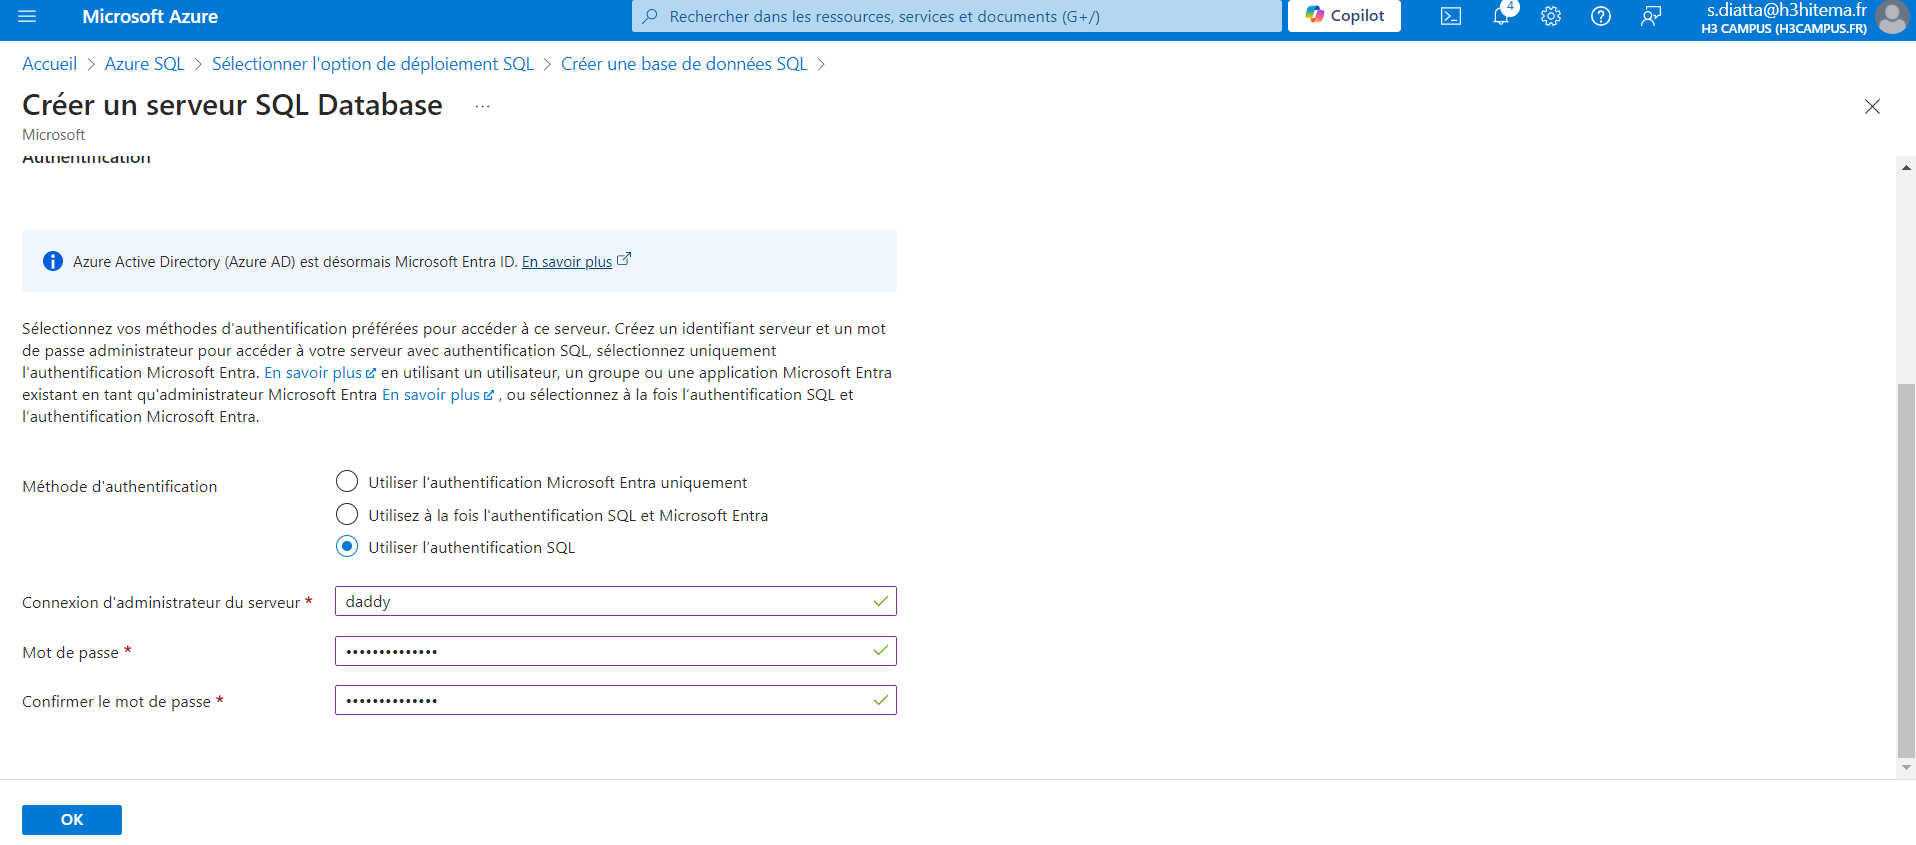 Microsoft Azure
Rechercher dans les ressources, services et documents (G+/)
Copilot
4
s.diatta@h3hitema.fr
H3 CAMPUS (H3CAMPUS.FR)
Accueil > Azure SQL > Sélectionner l'option de déploiement SQL > Créer une base de données SQL >
Créer un serveur SQL Database ...
Microsoft
Authentification
Azure Active Directory (Azure AD) est désormais Microsoft Entra ID. En savoir plus
Sélectionnez vos méthodes d'authentification préférées pour accéder à ce serveur. Créez un identifiant serveur et un mot
de passe administrateur pour accéder à votre serveur avec authentification SQL, sélectionnez uniquement
l'authentification Microsoft Entra. En savoir plus en utilisant un utilisateur, un groupe ou une application Microsoft Entra
existant en tant qu'administrateur Microsoft Entra En savoir plus , ou sélectionnez à la fois l’authentification SQL et
l’authentification Microsoft Entra.
Méthode d'authentification
Utiliser l'authentification Microsoft Entra uniquement
Utilisez à la fois l'authentification SQL et Microsoft Entra
Utiliser l’authentification SQL
Connexion d'administrateur du serveur *
daddy
Mot de passe *
••••••••••••••
Confirmer le mot de passe *
••••••••••••••
OK